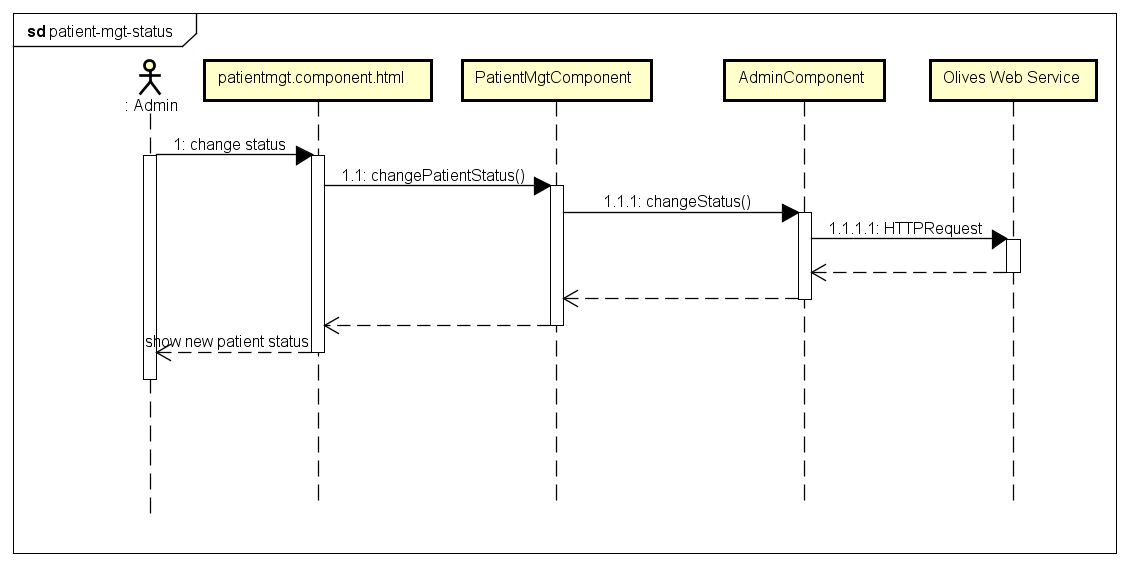 sd patient-mgt-status
: Admin
patientmgt.component.html
PatientMgtComponent
AdminComponent
Olives Web Service
1: change status
1.1: changePatientStatus()
1.1.1: changeStatus()
1.1.1.1: HTTPRequest
show new patient status